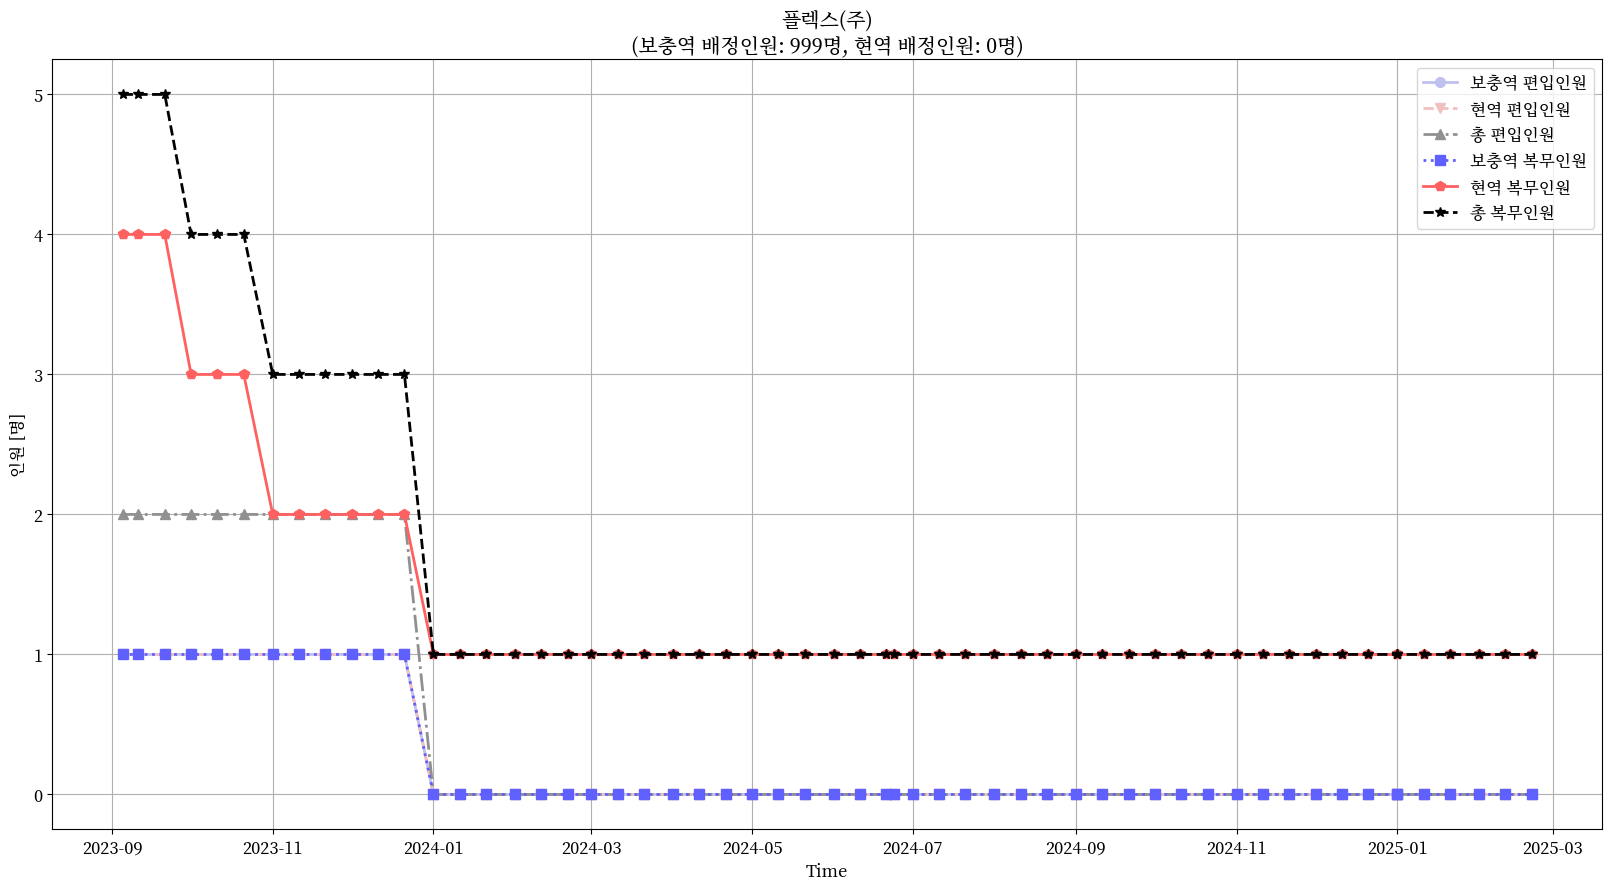 플렉스(주)
(보충역 배정인원: 999명, 현역 배정인원: 0명)
보충역 편입인원
현역 편입인원
총 편입인원
보충역 복무인원
현역 복무인원
총 복무인원
인원 [명]
5
4
3
2
1
0
2023-09
2023-11
2024-01
2024-03
2024-05
2024-07
2024-09
2024-11
2025-01
2025-03
Time